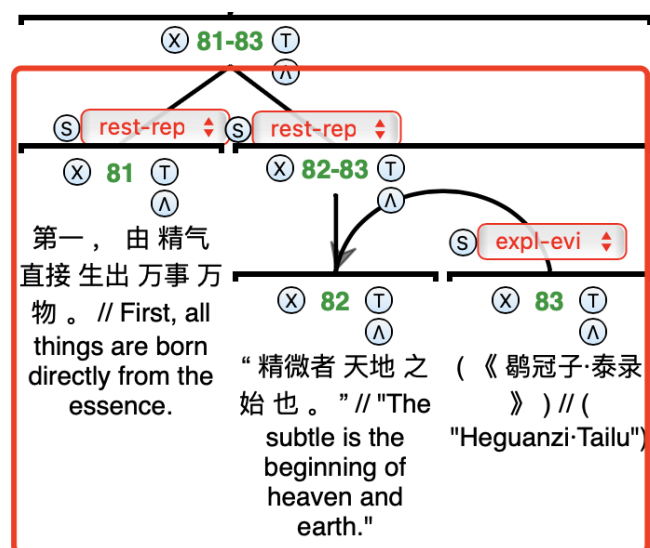 Ⓧ 81-83 Ⓣ
Ⓐ
Ⓢ rest-rep Ⓢ rest-rep
Ⓧ 81 Ⓣ Ⓧ 82-83 Ⓣ
Ⓐ Ⓐ
Ⓢ expl-evi
第一 ， 由 精气
直接 生出 万事 万
物 。 // First, all
things are born
directly from the
essence.
Ⓧ 82 Ⓣ
Ⓐ
“ 精微者 天地 之
始 也 。 ” // "The
subtle is the
beginning of
heaven and
earth."
Ⓧ 83 Ⓣ
Ⓐ
( 《 鹖冠子·泰录
》 ) // (
"Heguanzi·Tailu")